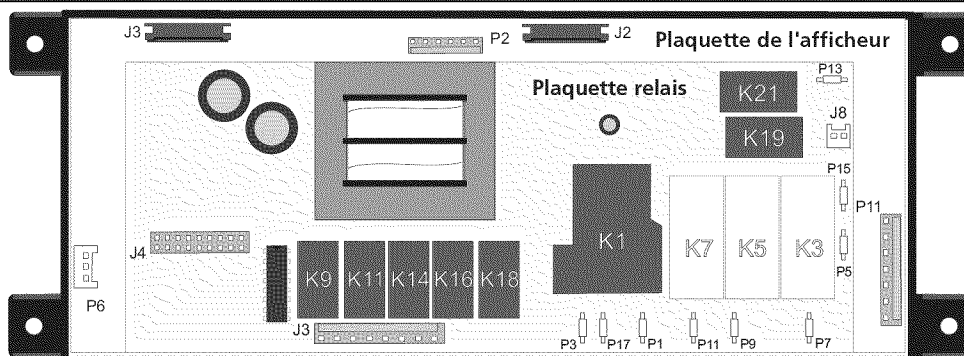 J3
P2
J2
Plaquette de l'afficheur
P13
Plaquette relais
K21
J8
K19
P15
P11
K1
K7
K5
K3
J4
P5
K9
K11
K14
K16
K18
P6
J3
P3
P17
P1
P11
P9
P7